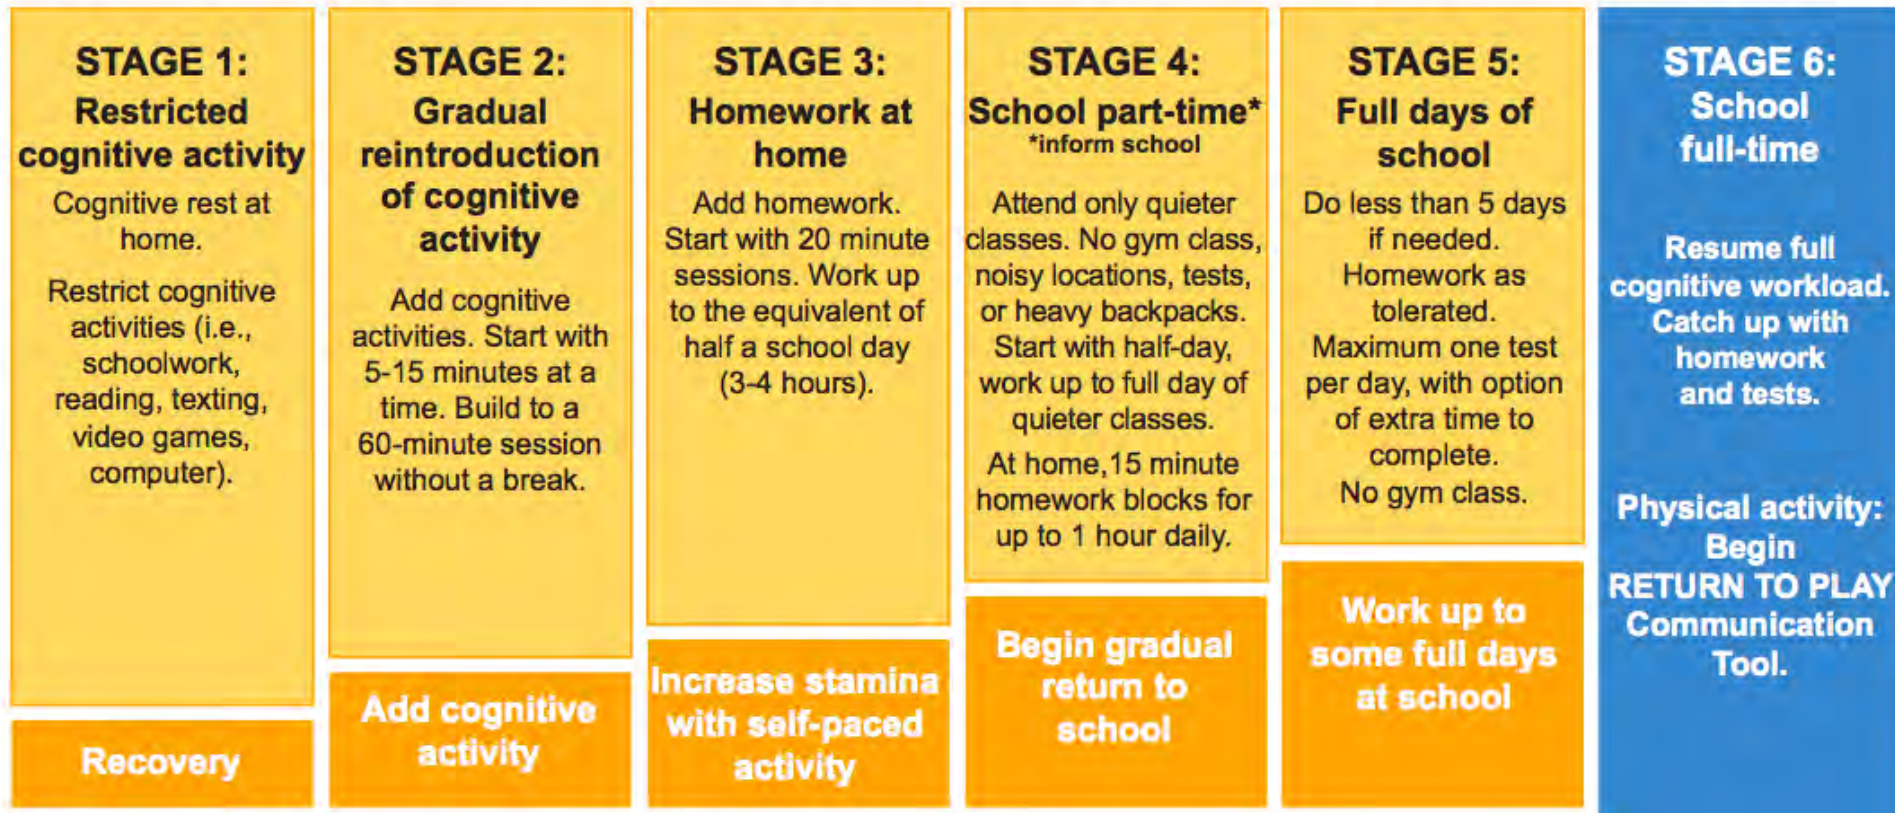 STAGE 1:
Restricted
cognitive activity
Cognitive rest at
home.
Restrict cognitive
activities (i.e.,
schoolwork,
reading, texting,
video games,
computer).
Recovery
STAGE 2:
Gradual
reintroduction
of cognitive
activity
Add cognitive
activities. Start with
5-15 minutes at a
time. Build to a
60-minute session
without a break.
Add cognitive
activity
STAGE 3:
Homework at
home
Add homework.
Start with 20 minute
sessions. Work up
to the equivalent of
half a school day
(3-4 hours).
Increase stamina
with self-paced
activity
STAGE 4:
School part-time*
*inform school
Attend only quieter
classes. No gym class,
noisy locations, tests,
or heavy backpacks.
Start with half-day,
work up to full day of
quieter classes.
At home,15 minute
homework blocks for
up to 1 hour daily.
Begin gradual
return to
school
STAGE 5:
Full days of
school
Do less than 5 days
if needed.
Homework as
tolerated.
Maximum one test
per day, with option
of extra time to
complete.
No gym class.
Work up to
some full days
at school
STAGE 6:
School
full-time
Resume full
cognitive workload.
Catch up with
homework
and tests.
Physical activity:
Begin
RETURN TO PLAY
Communication
Tool.